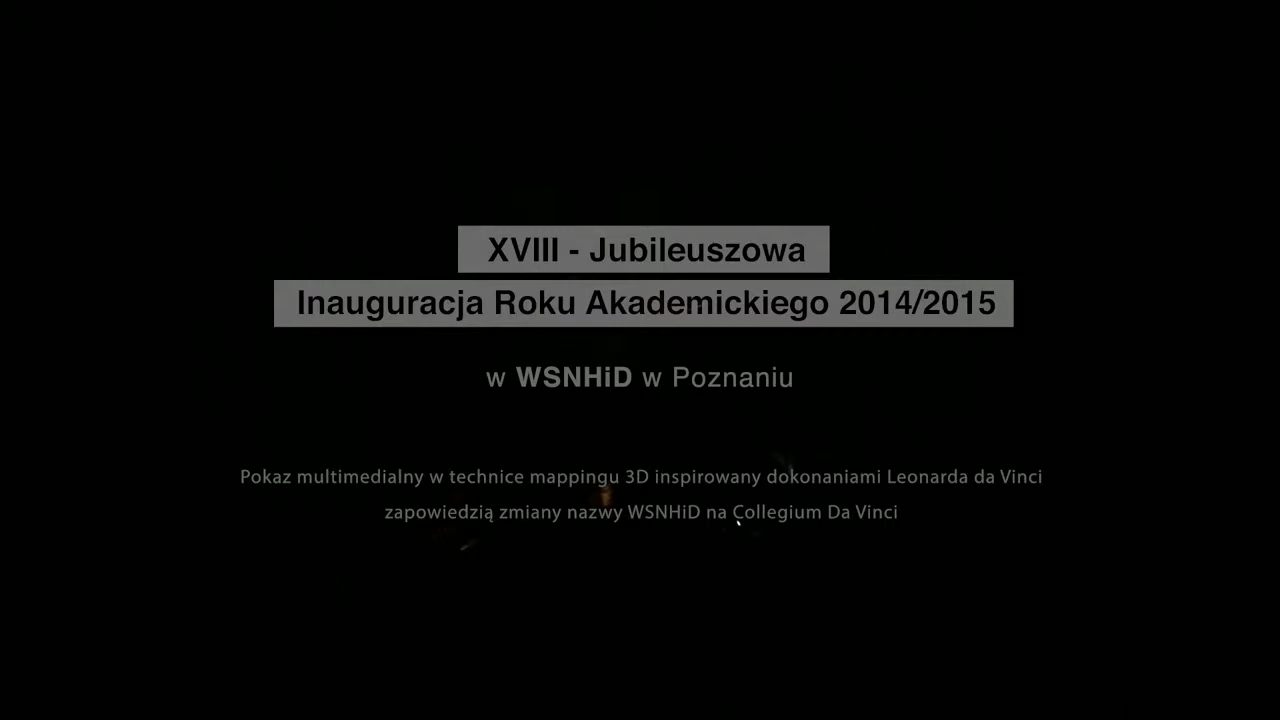 XVIII - Jubileuszowa
Inauguracja Roku Akademickiego 2014/2015
w WSNHiD w Poznaniu
Pokaz multimedialny w technice mappingu 3D inspirowany dokonaniami Leonarda da Vinci
zapowiedzią zmiany nazwy WSNHiD na Collegium Da Vinci